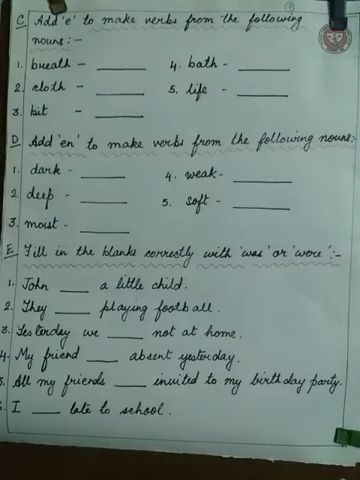 C Add 'e' to make verbs from the following
nouns :-
1. breath - ______ 4. bath - ______
2. cloth - ______ 5. life - ______
3. bit - ______
D Add 'en' to make verbs from the following nouns:-
1. dark - ______ 4. weak - ______
2. deep - ______ 5. soft - ______
3. moist - ______
E Fill in the blanks correctly with 'was' or 'were' :-
1. John ____ a little child.
2. They ____ playing football.
3. Yesterday we ____ not at home.
4. My friend ____ absent yesterday.
5. All my friends ____ invited to my birthday party.
6. I ____ late to school.